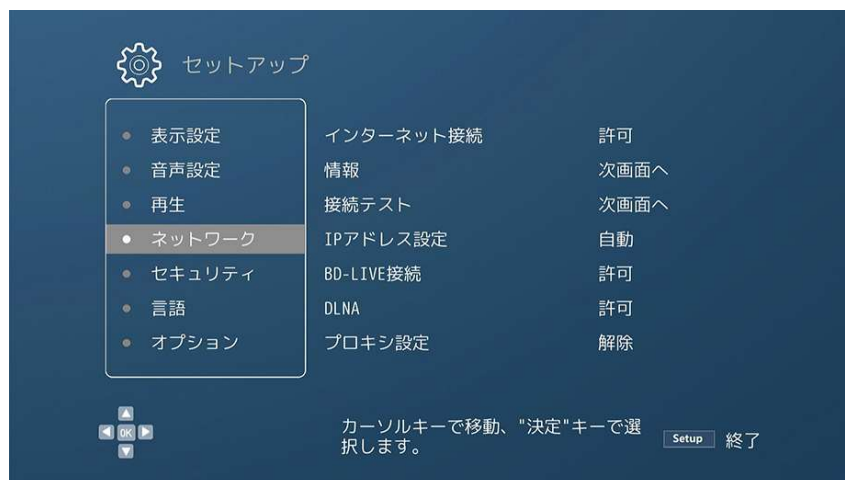 セットアップ
表示設定
音声設定
再生
ネットワーク
セキュリティ
言語
オプション
インターネット接続 許可
情報 次画面へ
接続テスト 次画面へ
IPアドレス設定 自動
BD-LIVE接続 許可
DLNA 許可
プロキシ設定 解除
OK
カーソルキーで移動、"決定"キーで選
択します。
Setup 終了